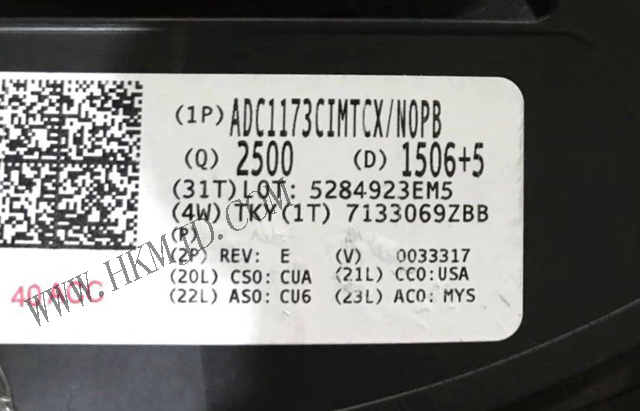 (1P) ADC1173CIMTCX/NOPB
(Q) 2500 (D) 1506+5
(31T) LOT: 5284923EM5
(4W) TKY (1T) 7133069ZBB
(P)
(2P) REV: E (V) 0033317
(20L) CSO: CUA (21L) CCO: USA
(22L) ASO: CU6 (23L) ACO: MYS
WWW.HKMJD.COM